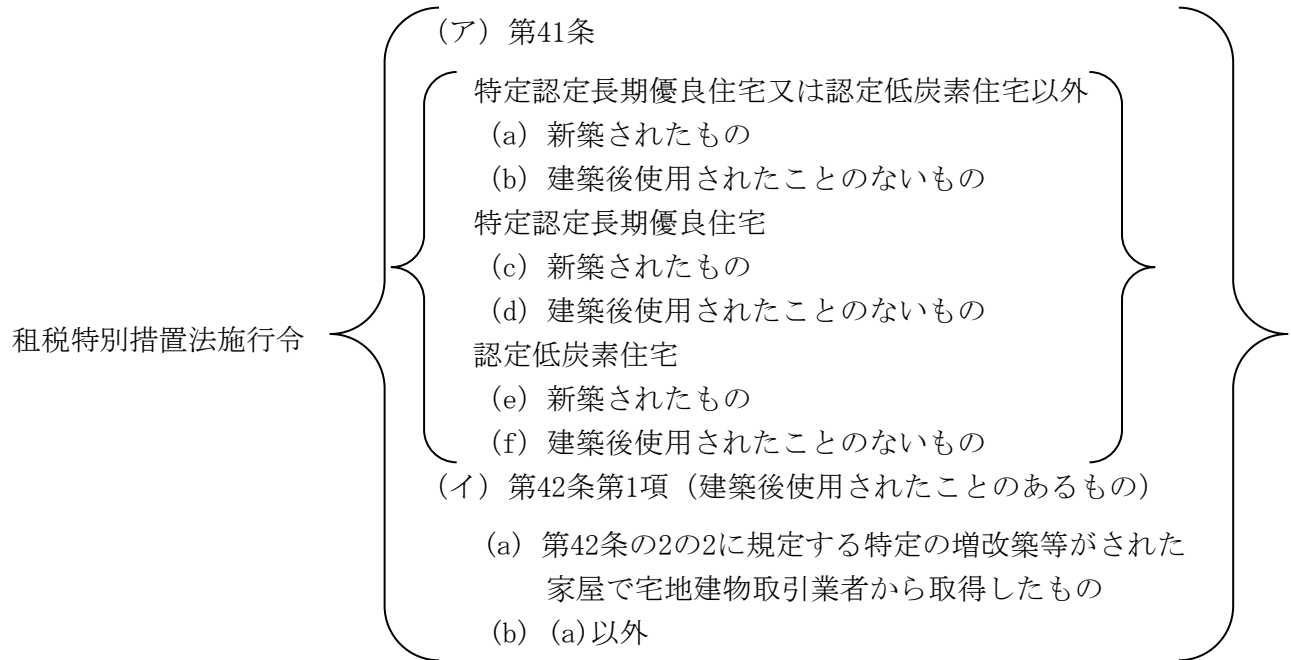 (ア) 第41条
特定認定長期優良住宅又は認定低炭素住宅以外
(a) 新築されたもの
(b) 建築後使用されたことのないもの
特定認定長期優良住宅
(c) 新築されたもの
(d) 建築後使用されたことのないもの
租税特別措置法施行令
認定低炭素住宅
(e) 新築されたもの
(f) 建築後使用されたことのないもの
(イ) 第42条第1項（建築後使用されたことのあるもの）
(a) 第42条の2の2に規定する特定の増改築等がされた
家屋で宅地建物取引業者から取得したもの
(b) (a)以外